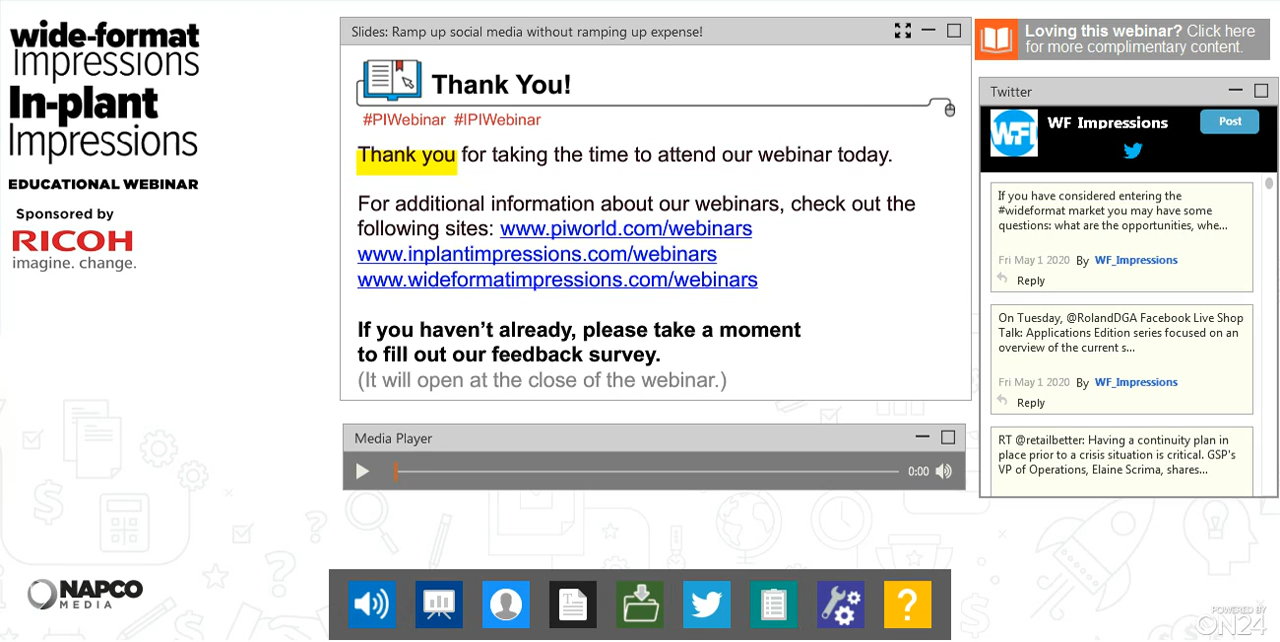 wide-format
Impressions
In-plant
Impressions
EDUCATIONAL WEBINAR
Sponsored by
RICOH
imagine. change.
Slides: Ramp up social media without ramping up expense!
Thank You!
#PIWebinar #IPIWebinar
Thank you for taking the time to attend our webinar today.
For additional information about our webinars, check out the
following sites: www.piworld.com/webinars
www.inplantimpressions.com/webinars
www.wideformatimpressions.com/webinars
If you haven't already, please take a moment
to fill out our feedback survey.
(It will open at the close of the webinar.)
Media Player
0:00
Loving this webinar? Click here
for more complimentary content.
Twitter
WFI
WF Impressions
Post
If you have considered entering the
#wideformat market you may have some
questions: what are the opportunities, whe...
Fri May 1 2020 By WF_Impressions
Reply
On Tuesday, @RolandDGA Facebook Live Shop
Talk: Applications Edition series focused on an
overview of the current s...
Fri May 1 2020 By WF_Impressions
Reply
RT @retailbetter: Having a continuity plan in
place prior to a crisis situation is critical. GSP's
VP of Operations, Elaine Scrima, shares...
NAPCO
MEDIA
?
POWERED BY
ON24